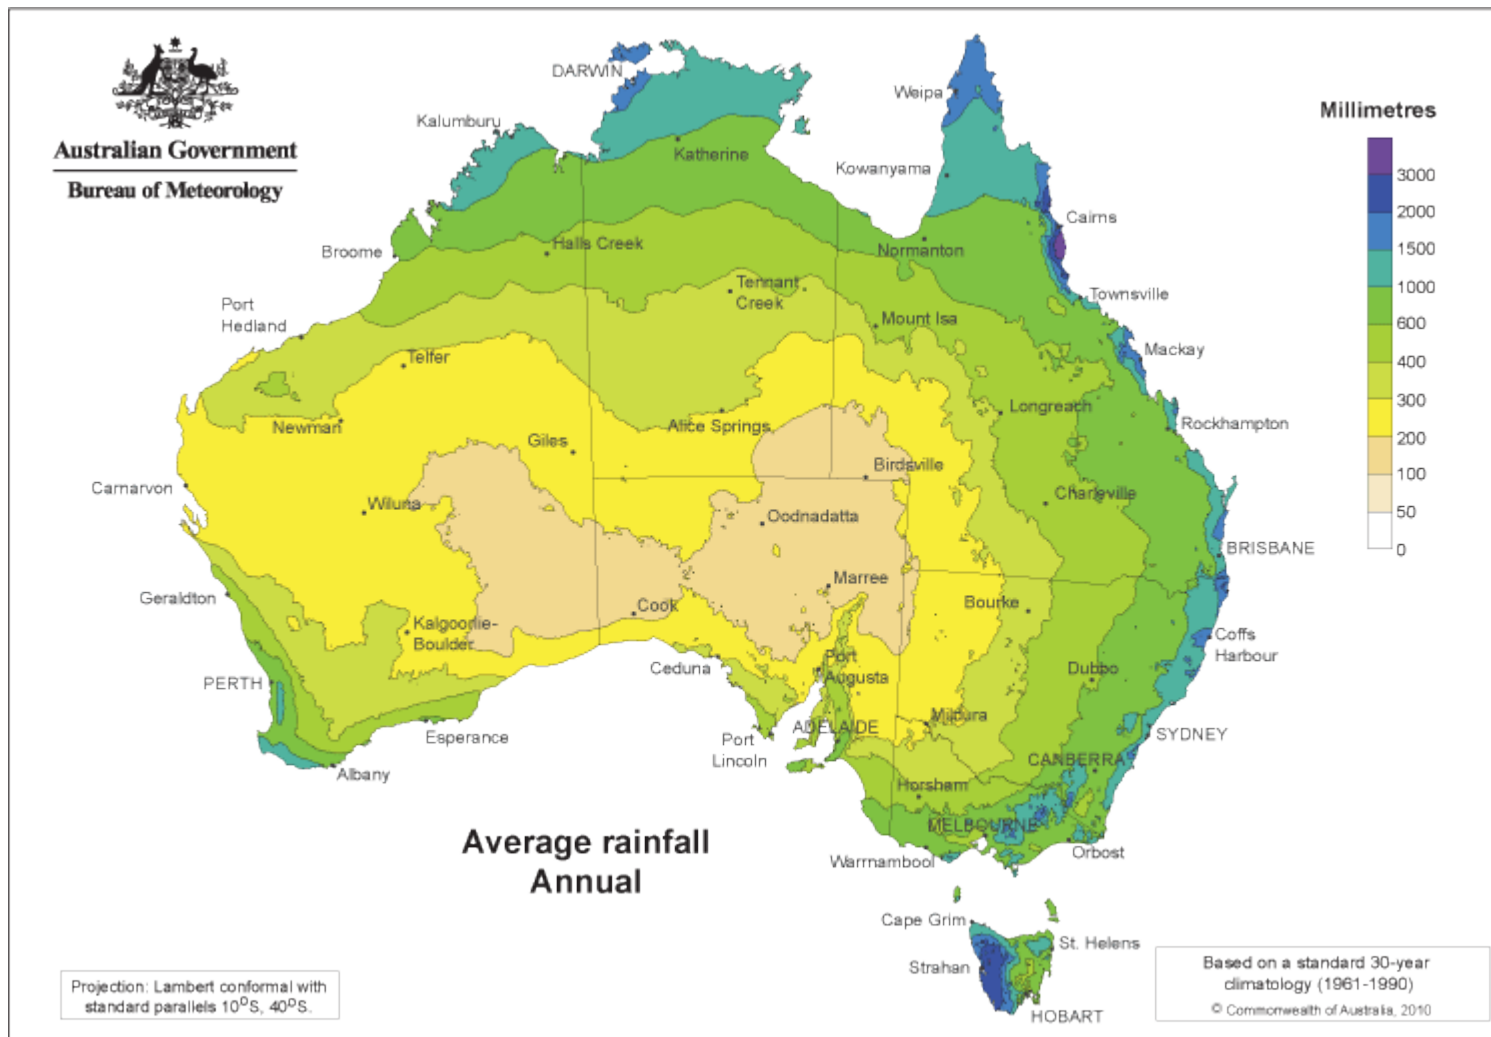 Australian Government
Bureau of Meteorology
DARWIN
Kalumburu
Katherine
Weipa
Kowanyama
Cairns
Broome
Halls Creek
Normanton
Port
Hedland
Tennant
Creek
Townsville
Mount Isa
Telfer
Mackay
Newman
Alice Springs
Longreach
Rockhampton
Giles
Birdsville
Carnarvon
Wiluna
Charleville
Oodnadatta
BRISBANE
Geraldton
Marree
Cook
Bourke
Kalgoorlie-
Boulder
Coffs
Harbour
Ceduna
Port
Augusta
Dubbo
PERTH
Esperance
Port
Lincoln
ADELAIDE
Mildura
SYDNEY
CANBERRA
Albany
Horsham
MELBOURNE
Warrnambool
Orbost
Cape Grim
St. Helens
Strahan
HOBART
Millimetres
3000
2000
1500
1000
600
400
300
200
100
50
0
Average rainfall
Annual
Projection: Lambert conformal with
standard parallels 10°S, 40°S.
Based on a standard 30-year
climatology (1961-1990)
© Commonwealth of Australia, 2010